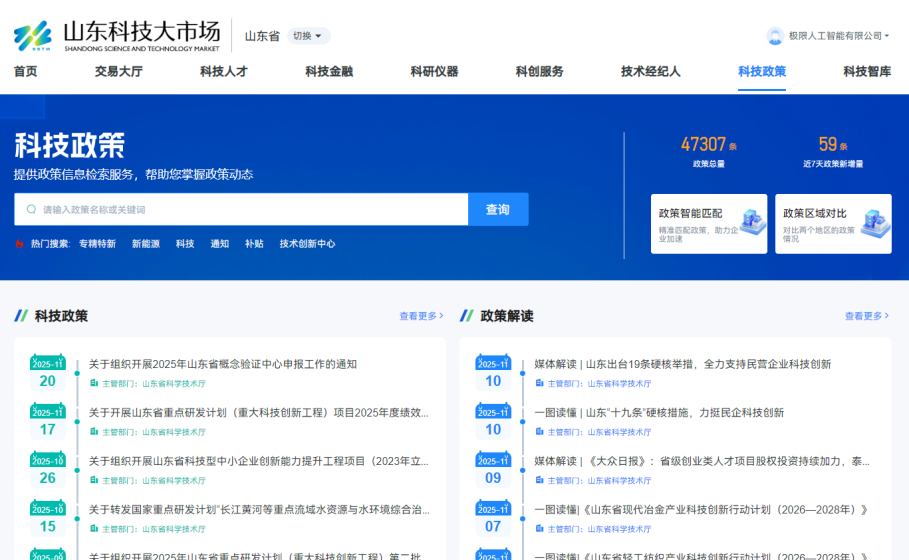 山东科技大市场
SHANDONG SCIENCE AND TECHNOLOGY MARKET
山东省 切换
极限人工智能有限公司
首页 交易大厅 科技人才 科技金融 科研仪器 科创服务 技术经纪人 科技政策 科技智库
科技政策
提供政策信息检索服务，帮助您掌握政策动态
请输入政策名称或关键词 查询
热门搜索: 专精特新 新能源 科技 通知 补贴 技术创新中心
47307 条
政策总量
59 条
近7天政策新增量
政策智能匹配
精准匹配政策，助力企
业加速
政策区域对比
对比两个地区的政策
情况
科技政策 查看更多
2025-11
20
关于组织开展2025年山东省概念验证中心申报工作的通知
主管部门：山东省科学技术厅
2025-11
17
关于开展山东省重点研发计划（重大科技创新工程）项目2025年度绩效...
主管部门：山东省科学技术厅
2025-10
26
关于组织开展山东省科技型中小企业创新能力提升工程项目（2023年立...
主管部门：山东省科学技术厅
2025-10
15
关于转发国家重点研发计划“长江黄河等重点流域水资源与水环境综合治...
主管部门：山东省科学技术厅
2025-09
关于组织开展2025年山东省重点研发计划（重大科技创新工程）第二批
政策解读 查看更多
2025-11
10
媒体解读 | 山东出台19条硬核举措，全力支持民营企业科技创新
主管部门：山东省科学技术厅
2025-11
10
一图读懂 | 山东“十九条”硬核措施，力挺民企科技创新
主管部门：山东省科学技术厅
2025-11
09
媒体解读 | 《大众日报》：省级创业类人才项目股权投资持续加力，泰...
主管部门：山东省科学技术厅
2025-11
07
一图读懂|《山东省现代冶金产业科技创新行动计划（2026—2028年）》
主管部门：山东省科学技术厅
2025-11
一图读懂|《山东省轻工纺织产业科技创新行动计划（2026—2028年）》